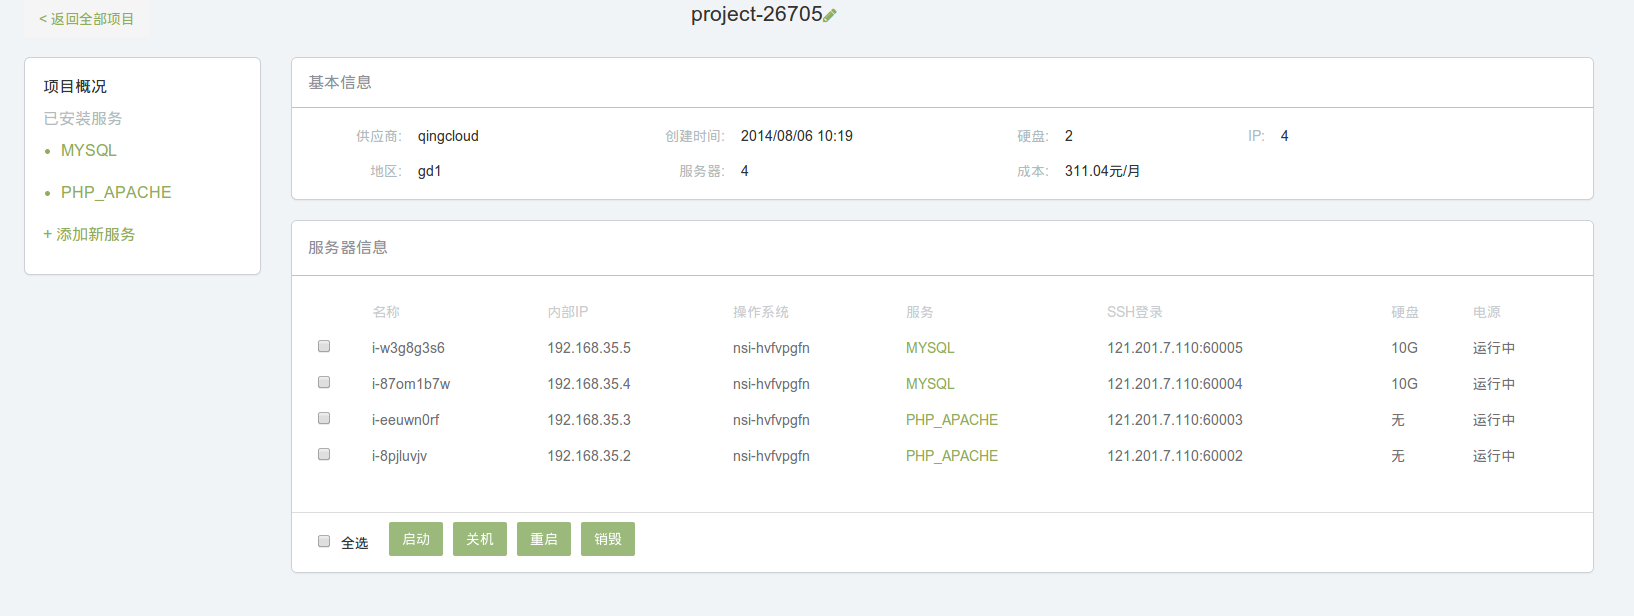 < 返回全部项目
project-26705
项目概况
已安装服务
• MYSQL
• PHP_APACHE
+ 添加新服务
基本信息
供应商: qingcloud 创建时间: 2014/08/06 10:19 硬盘: 2 IP: 4
地区: gd1 服务器: 4 成本: 311.04元/月
服务器信息
名称 内部IP 操作系统 服务 SSH登录 硬盘 电源
i-w3g8g3s6 192.168.35.5 nsi-hvfvpgfn MYSQL 121.201.7.110:60005 10G 运行中
i-87om1b7w 192.168.35.4 nsi-hvfvpgfn MYSQL 121.201.7.110:60004 10G 运行中
i-eeuwn0rf 192.168.35.3 nsi-hvfvpgfn PHP_APACHE 121.201.7.110:60003 无 运行中
i-8pjluvjv 192.168.35.2 nsi-hvfvpgfn PHP_APACHE 121.201.7.110:60002 无 运行中
全选 启动 关机 重启 销毁